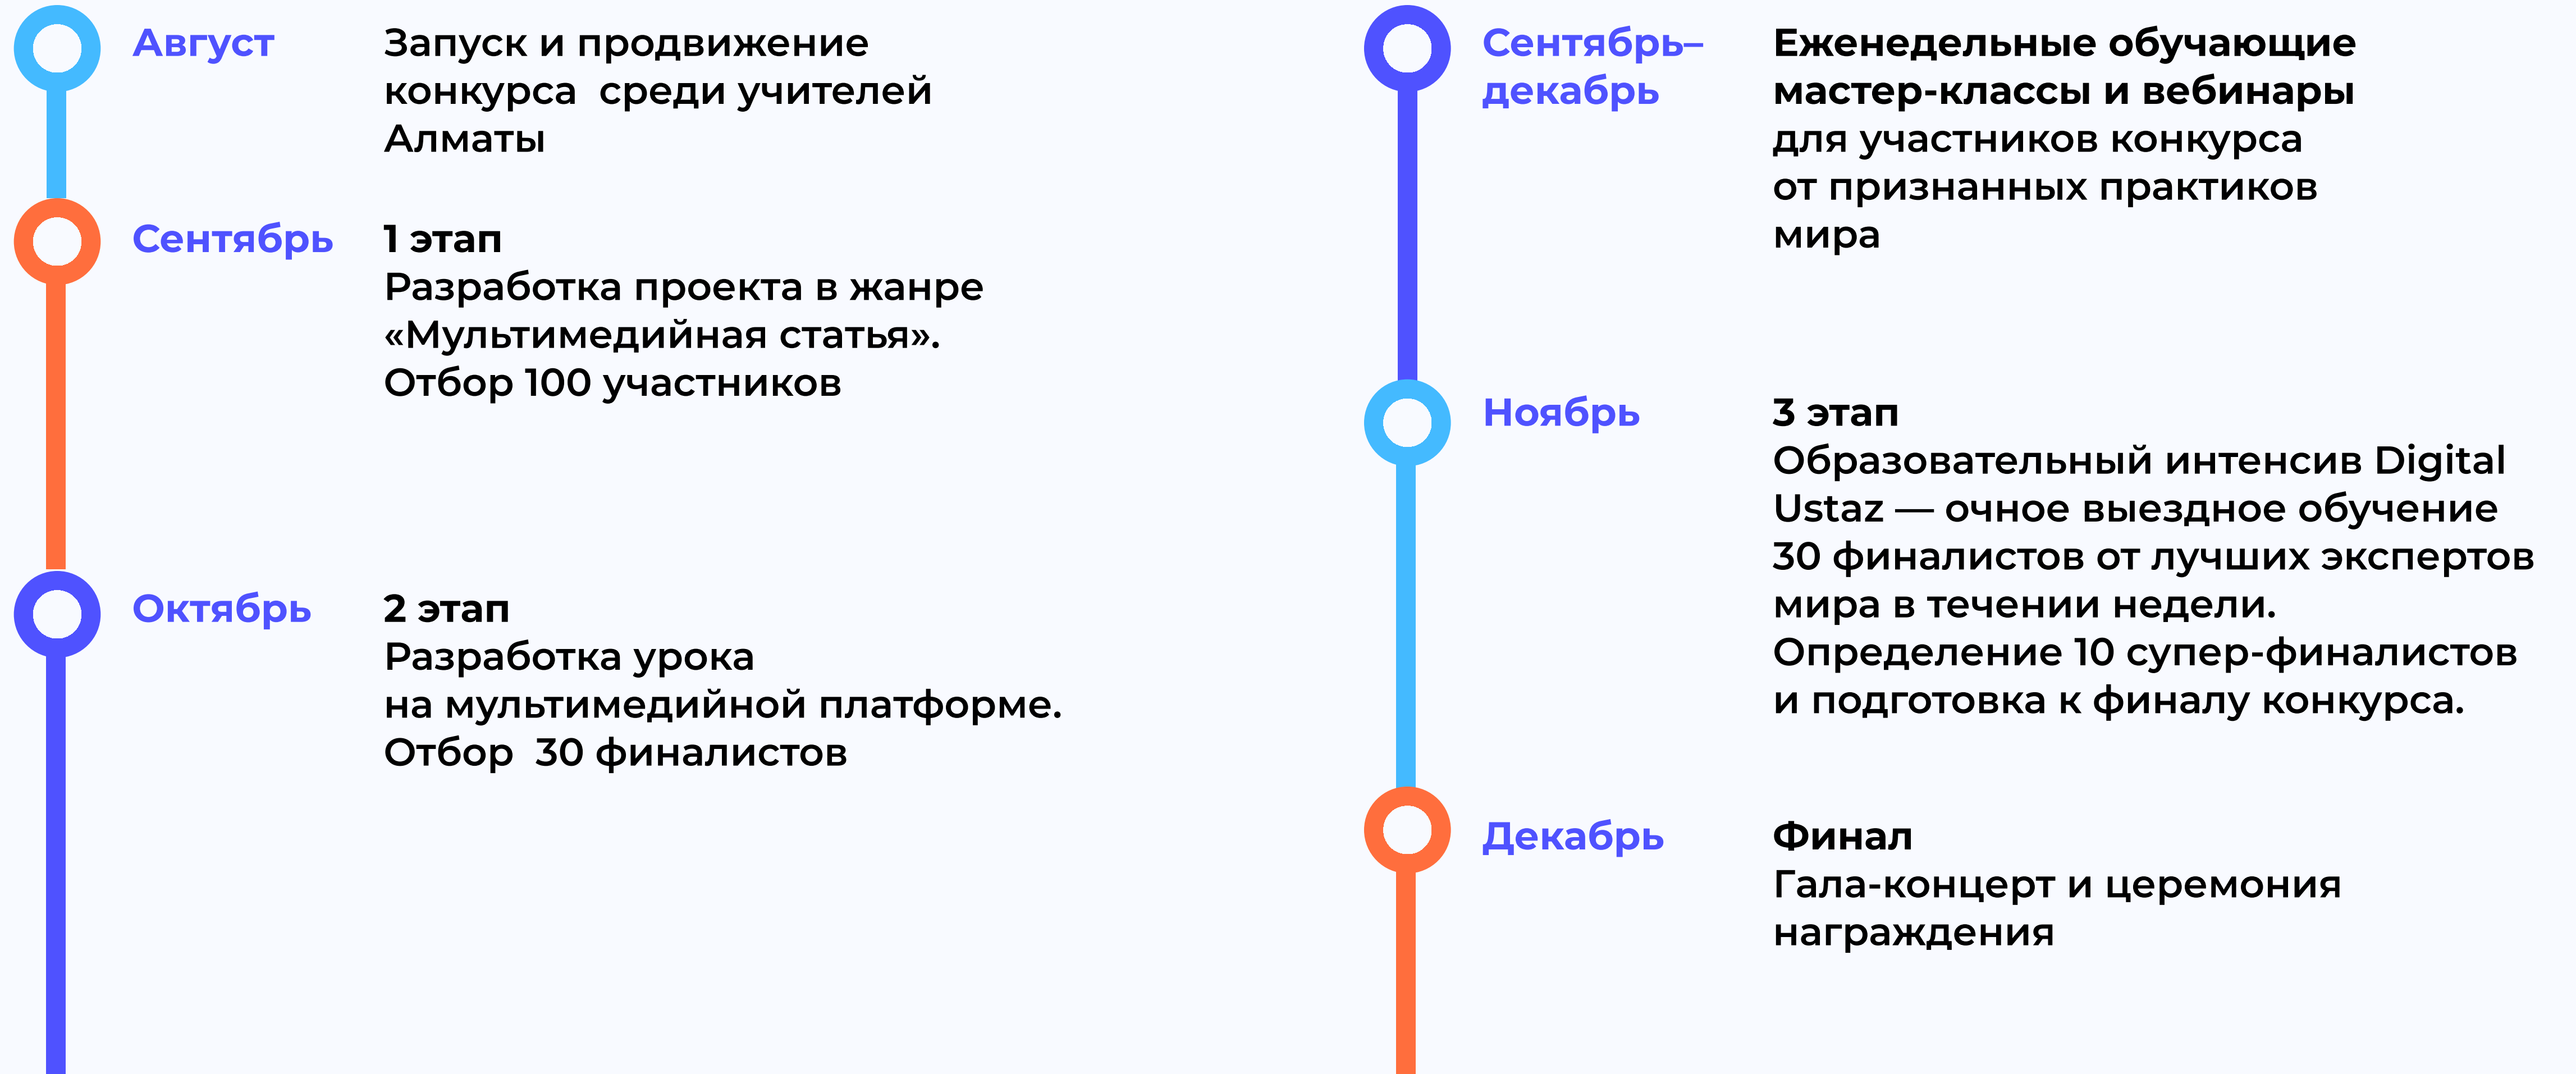 Август
Запуск и продвижение
конкурса  среди учителей
Алматы
Сентябрь
1 этап
Разработка проекта в жанре
«Мультимедийная статья».
Отбор 100 участников
Октябрь
2 этап
Разработка урока
на мультимедийной платформе.
Отбор  30 финалистов
Сентябрь–
декабрь
Еженедельные обучающие
мастер-классы и вебинары
для участников конкурса
от признанных практиков
мира
Ноябрь
3 этап
Образовательный интенсив Digital
Ustaz — очное выездное обучение
30 финалистов от лучших экспертов
мира в течении недели.
Определение 10 супер-финалистов
и подготовка к финалу конкурса.
Декабрь
Финал
Гала-концерт и церемония
награждения